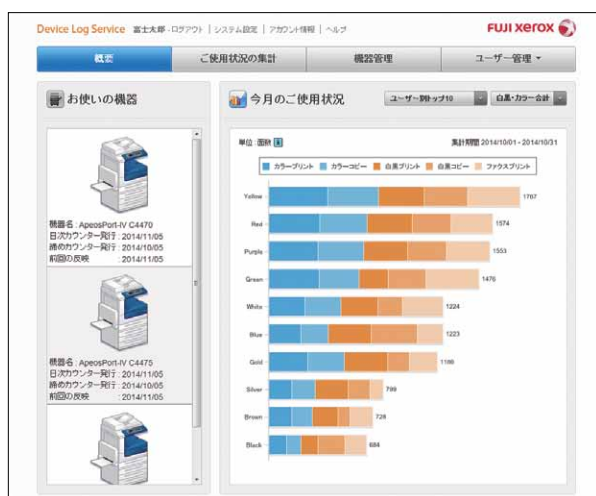 Device Log Service 富士太郎 - ログアウト | システム設定 | アカウント情報 | ヘルプ
FUJI XEROX
概要
ご使用状況の集計
機器管理
ユーザー管理
お使いの機器
機器名 : ApeosPort-IV C4470
日次カウンター発行 : 2014/11/05
締めカウンター発行 : 2014/10/05
前回の反映 : 2014/11/05
機器名 : ApeosPort-IV C4475
日次カウンター発行 : 2014/11/05
締めカウンター発行 : 2014/10/05
前回の反映 : 2014/11/05
今月のご使用状況
ユーザー別トップ10
白黒・カラー合計
単位 : 面数
集計期間 2014/10/01 - 2014/10/31
カラープリント カラーコピー 白黒プリント 白黒コピー ファクスプリント
Yellow 1767
Red 1574
Purple 1553
Green 1476
White 1224
Blue 1223
Gold
Silver
Brown 728
Black 684